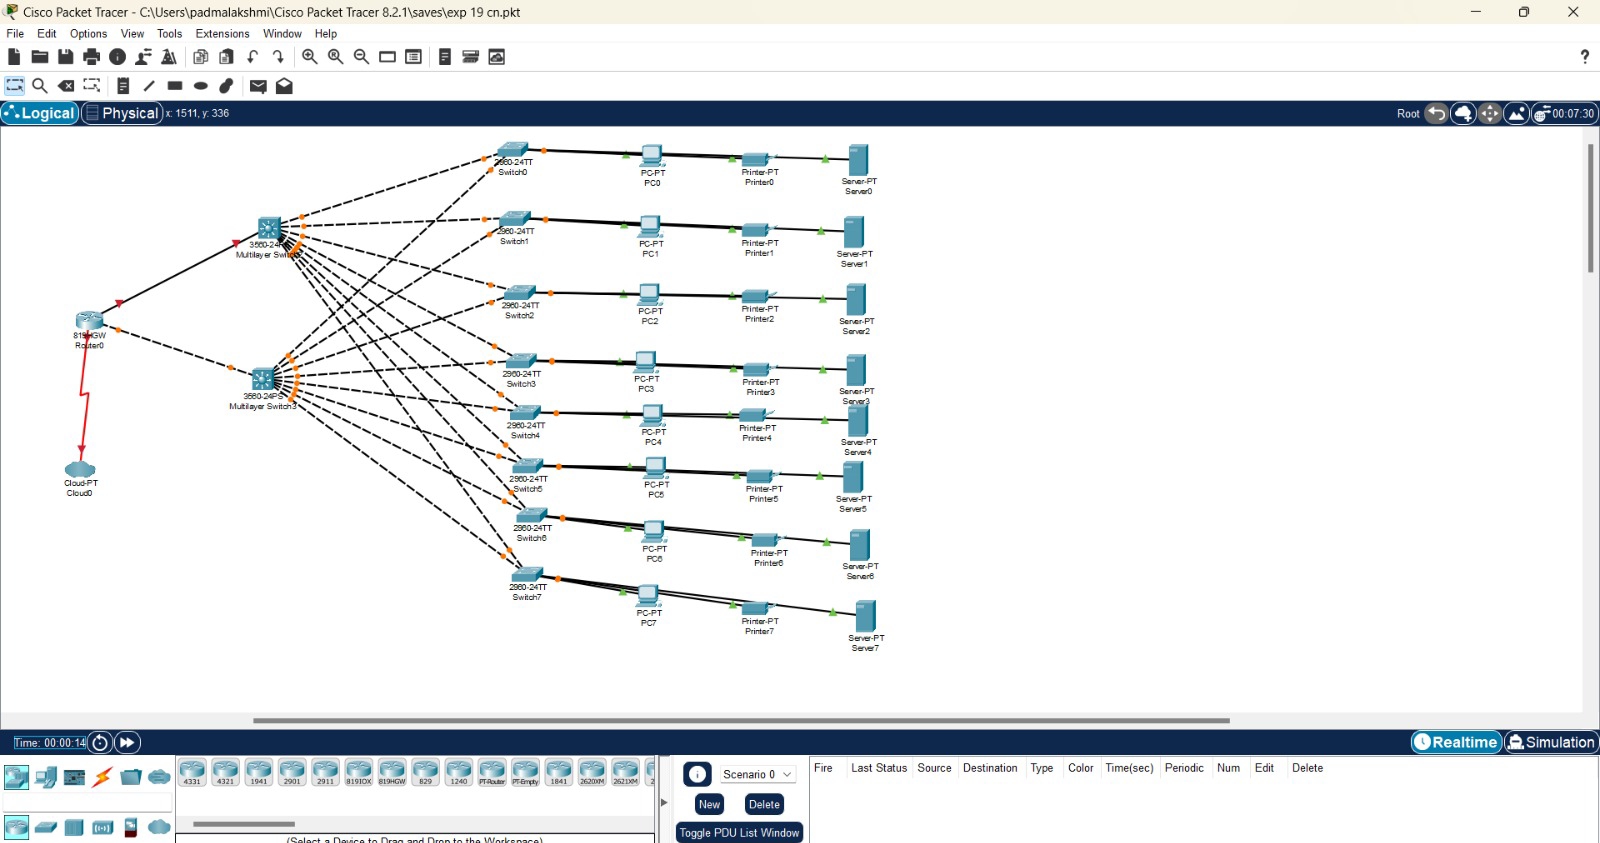 Cisco Packet Tracer - C:\Users\padmalakshmi\Cisco Packet Tracer 8.2.1\saves\exp 19 cn.pkt
File Edit Options View Tools Extensions Window Help
?
Logical Physical x: 1511, y: 336 Root 00:07:30
2960-24TT
Switch0
PC-PT
PC0
Printer-PT
Printer0
Server-PT
Server0
2960-24TT
Switch1
PC-PT
PC1
Printer-PT
Printer1
Server-PT
Server1
Multilayer
2960-24TT
Switch2
PC-PT
PC2
Printer-PT
Printer2
Server-PT
Server2
819HGW
Router0
2960-24TT
Switch3
PC-PT
PC3
Printer-PT
Printer3
Server-PT
Server3
3560-24PS
Multilayer Switch3
2960-24TT
Switch4
PC-PT
PC4
Printer-PT
Printer4
Server-PT
Server4
Cloud-PT
Cloud0
2960-24TT
Switch5
PC-PT
PC5
Printer-PT
Printer5
Server-PT
Server5
2960-24TT
Switch6
PC-PT
PC6
Printer-PT
Printer6
Server-PT
Server6
2960-24TT
Switch7
PC-PT
PC7
Printer-PT
Printer7
Server-PT
Server7
Time: 00:00:14 Realtime Simulation
4331 4321 1941 2901 2911 819IOX 819HGW 829 1240 PT-Router PT-Empty 1841 2620XM 2621XM 2
Scenario 0
New Delete
Toggle PDU List Window
Fire Last Status Source Destination Type Color Time(sec) Periodic Num Edit Delete
(Select a Device to Drag and Drop to the Workspace)